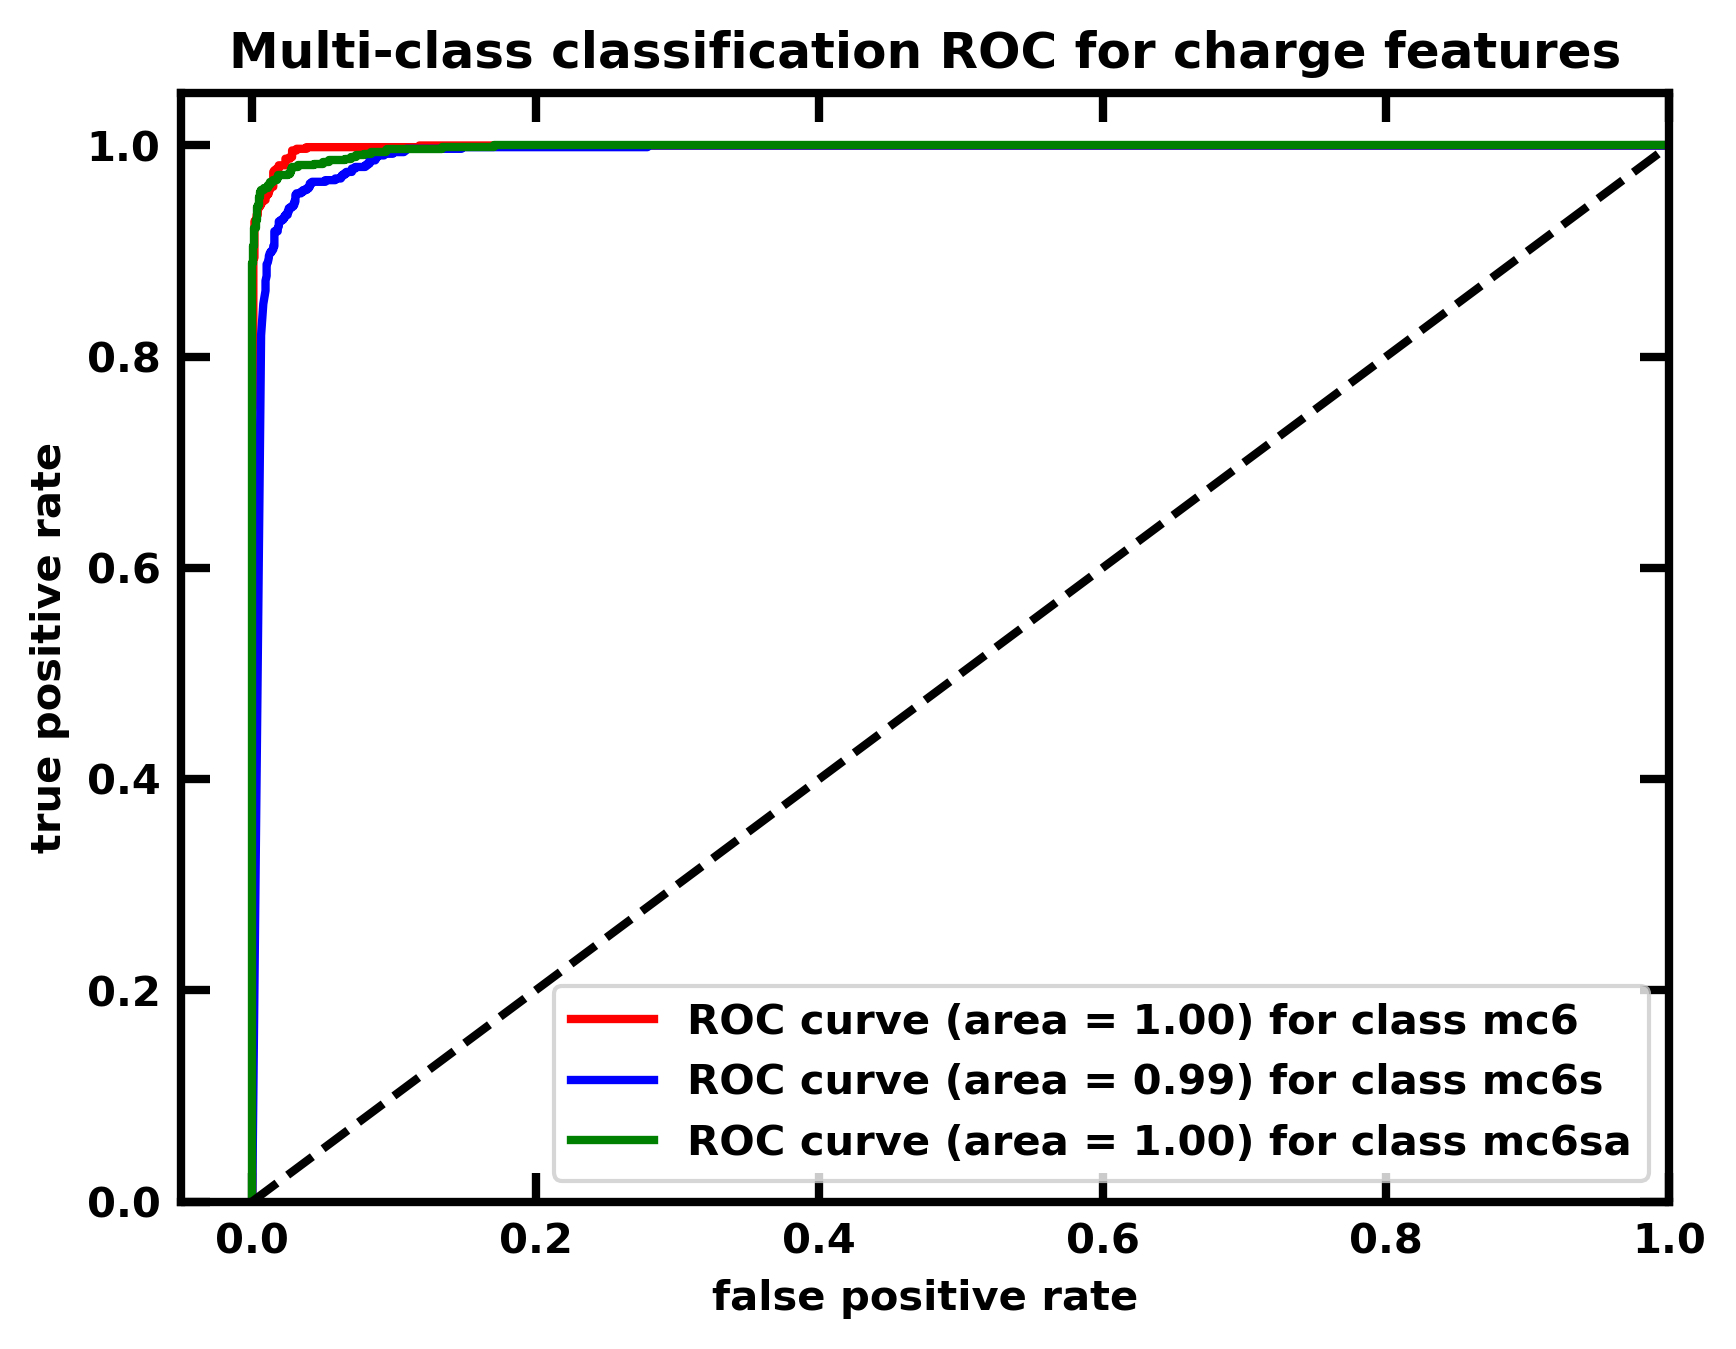 Multi-class classification ROC for charge features
1.0
0.8
0.6
0.4
0.2
0.0
true positive rate
ROC curve (area = 1.00) for class mc6
ROC curve (area = 0.99) for class mc6s
ROC curve (area = 1.00) for class mc6sa
0.0 0.2 0.4 0.6 0.8 1.0
false positive rate